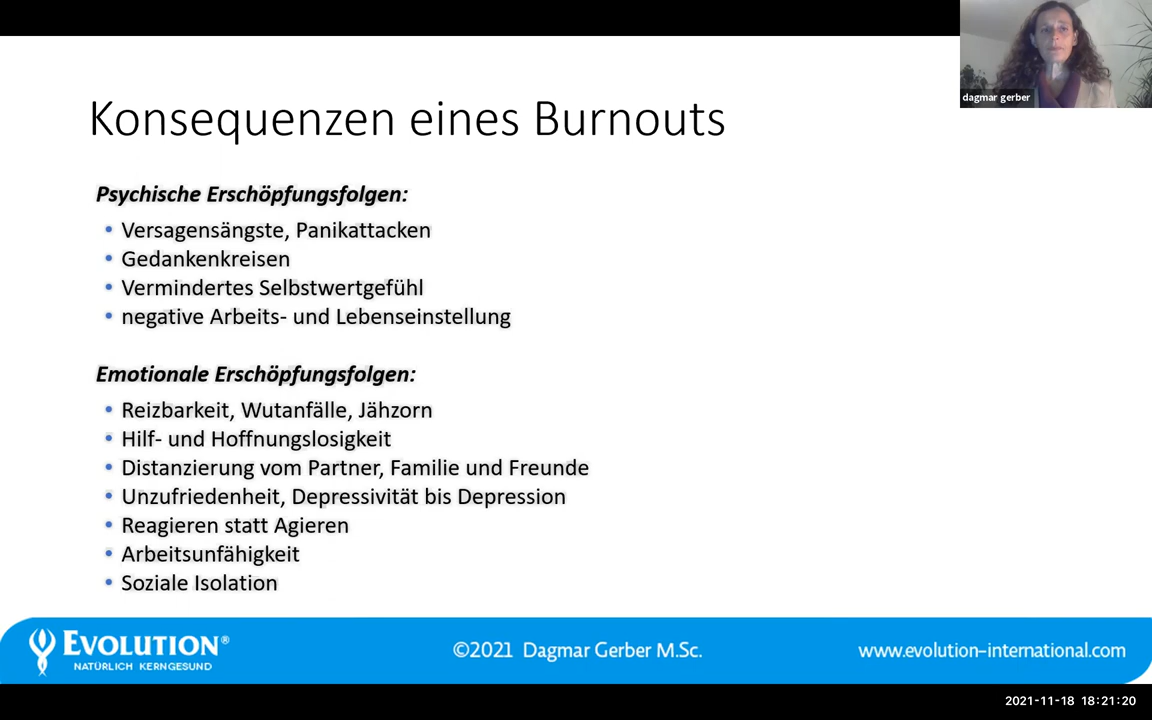 dagmar gerber
Konsequenzen eines Burnouts
Psychische Erschöpfungsfolgen:
• Versagensängste, Panikattacken
• Gedankenkreisen
• Vermindertes Selbstwertgefühl
• negative Arbeits- und Lebenseinstellung
Emotionale Erschöpfungsfolgen:
• Reizbarkeit, Wutanfälle, Jähzorn
• Hilf- und Hoffnungslosigkeit
• Distanzierung vom Partner, Familie und Freunde
• Unzufriedenheit, Depressivität bis Depression
• Reagieren statt Agieren
• Arbeitsunfähigkeit
• Soziale Isolation
EVOLUTION®
NATÜRLICH KERNGESUND
©2021 Dagmar Gerber M.Sc.
www.evolution-international.com
2021-11-18 18:21:20